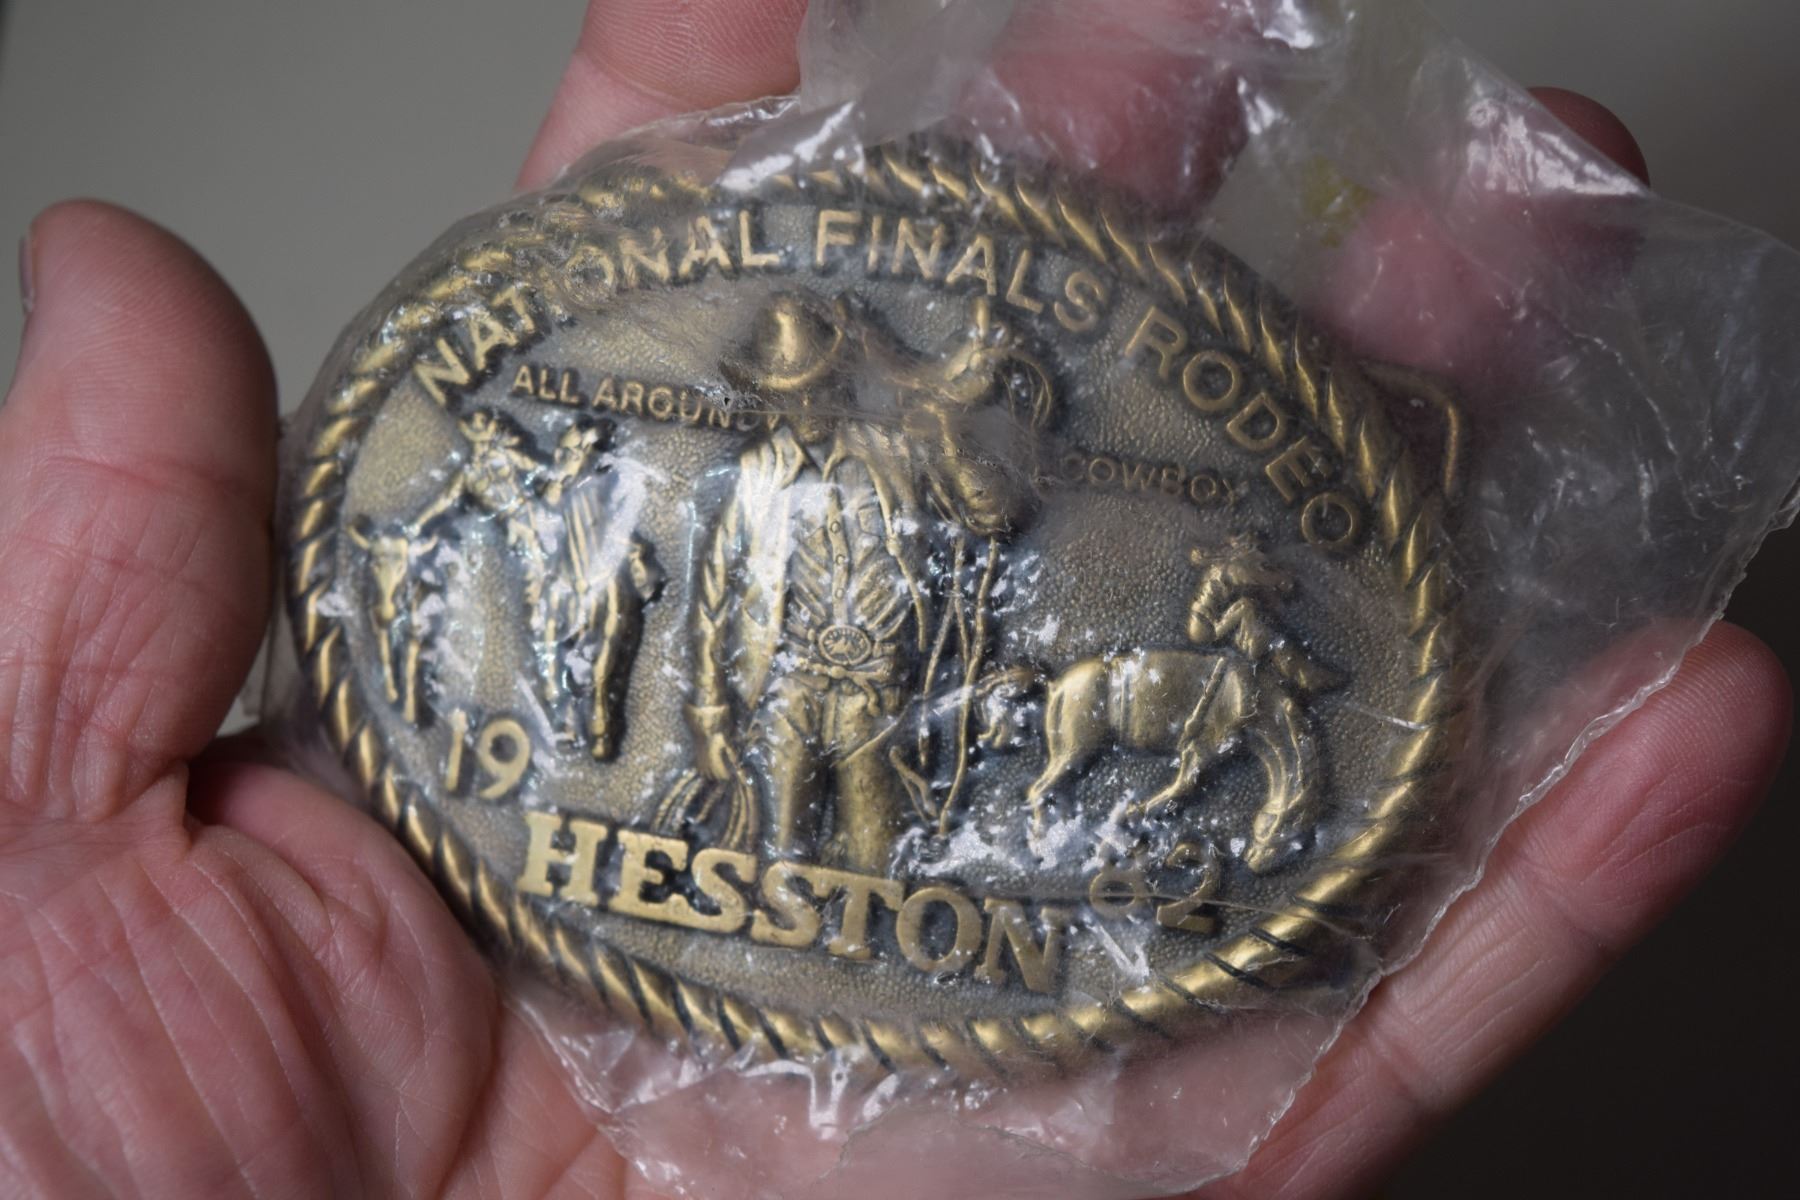 NATIONAL FINALS RODEO
ALL AROUND COWBOY
19 82
HESSTON